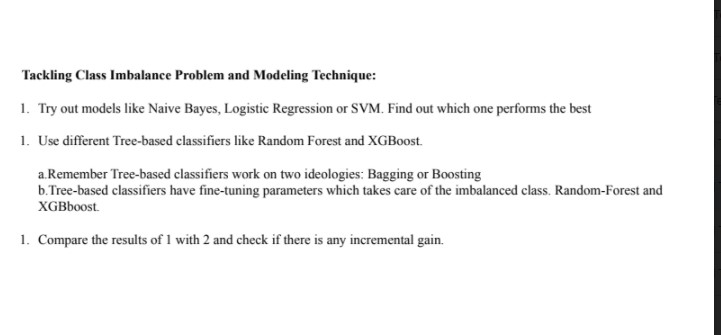 Tackling Class Imbalance Problem and Modeling Technique:
1. Try out models like Naive Bayes, Logistic Regression or SVM. Find out which one performs the best
1. Use different Tree-based classifiers like Random Forest and XGBoost.
a.Remember Tree-based classifiers work on two ideologies: Bagging or Boosting
b.Tree-based classifiers have fine-tuning parameters which takes care of the imbalanced class. Random-Forest and
XGBboost.
1. Compare the results of 1 with 2 and check if there is any incremental gain.